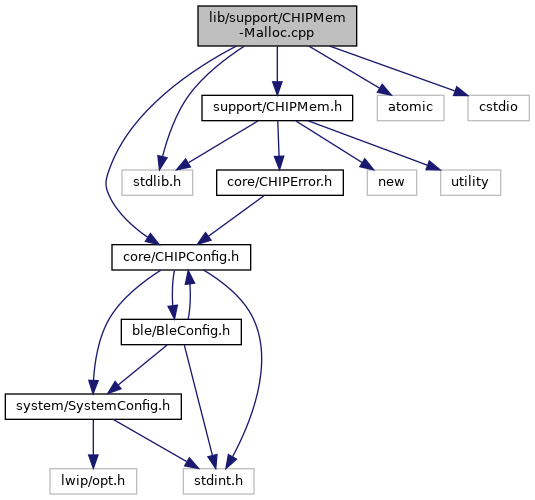 lib/support/CHIPMem
-Malloc.cpp
support/CHIPMem.h
atomic
cstdio
stdlib.h
core/CHIPError.h
new
utility
core/CHIPConfig.h
ble/BleConfig.h
system/SystemConfig.h
lwip/opt.h
stdint.h